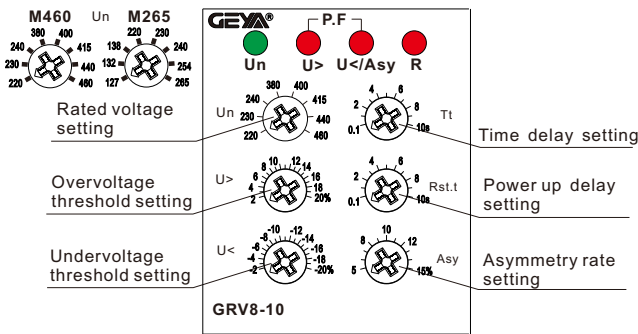 M460 Un M265
380 400
240 415
230 440
220 460
220 230
138 240
132 254
127 265
GEYA®
P.F
Un U> U</Asy R
Rated voltage
setting
Un
380 400
240 415
230 440
220 460
4 6
2 8
0.1 10s
Tt
Time delay setting
Overvoltage
threshold setting
U>
10 12
8 14
6 16
4 18
2 20%
4 6
2 8
0.1 10s
Rst.t
Power up delay
setting
Undervoltage
threshold setting
U<
-10 -12
-8 -14
-6 -16
-4 -18
-2 -20%
10
8 12
5 15%
Asy
Asymmetry rate
setting
GRV8-10